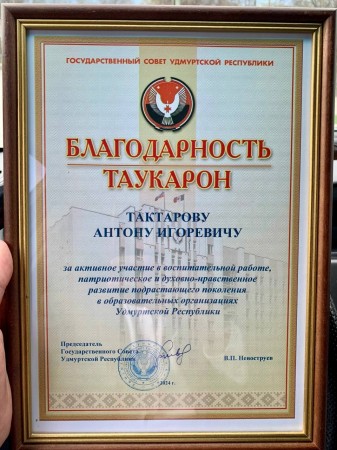 ГОСУДАРСТВЕННЫЙ СОВЕТ УДМУРТСКОЙ РЕСПУБЛИКИ
БЛАГОДАРНОСТЬ
ТАУКАРОН
ТАКТАРОВУ
АНТОНУ ИГОРЕВИЧУ
за активное участие в воспитательной работе,
патриотическое и духовно-нравственное
развитие подрастающего поколения
в образовательных организациях
Удмуртской Республики
Председатель
Государственного Совета
Удмуртской Республики
В.П. Невоструев
2024 г.